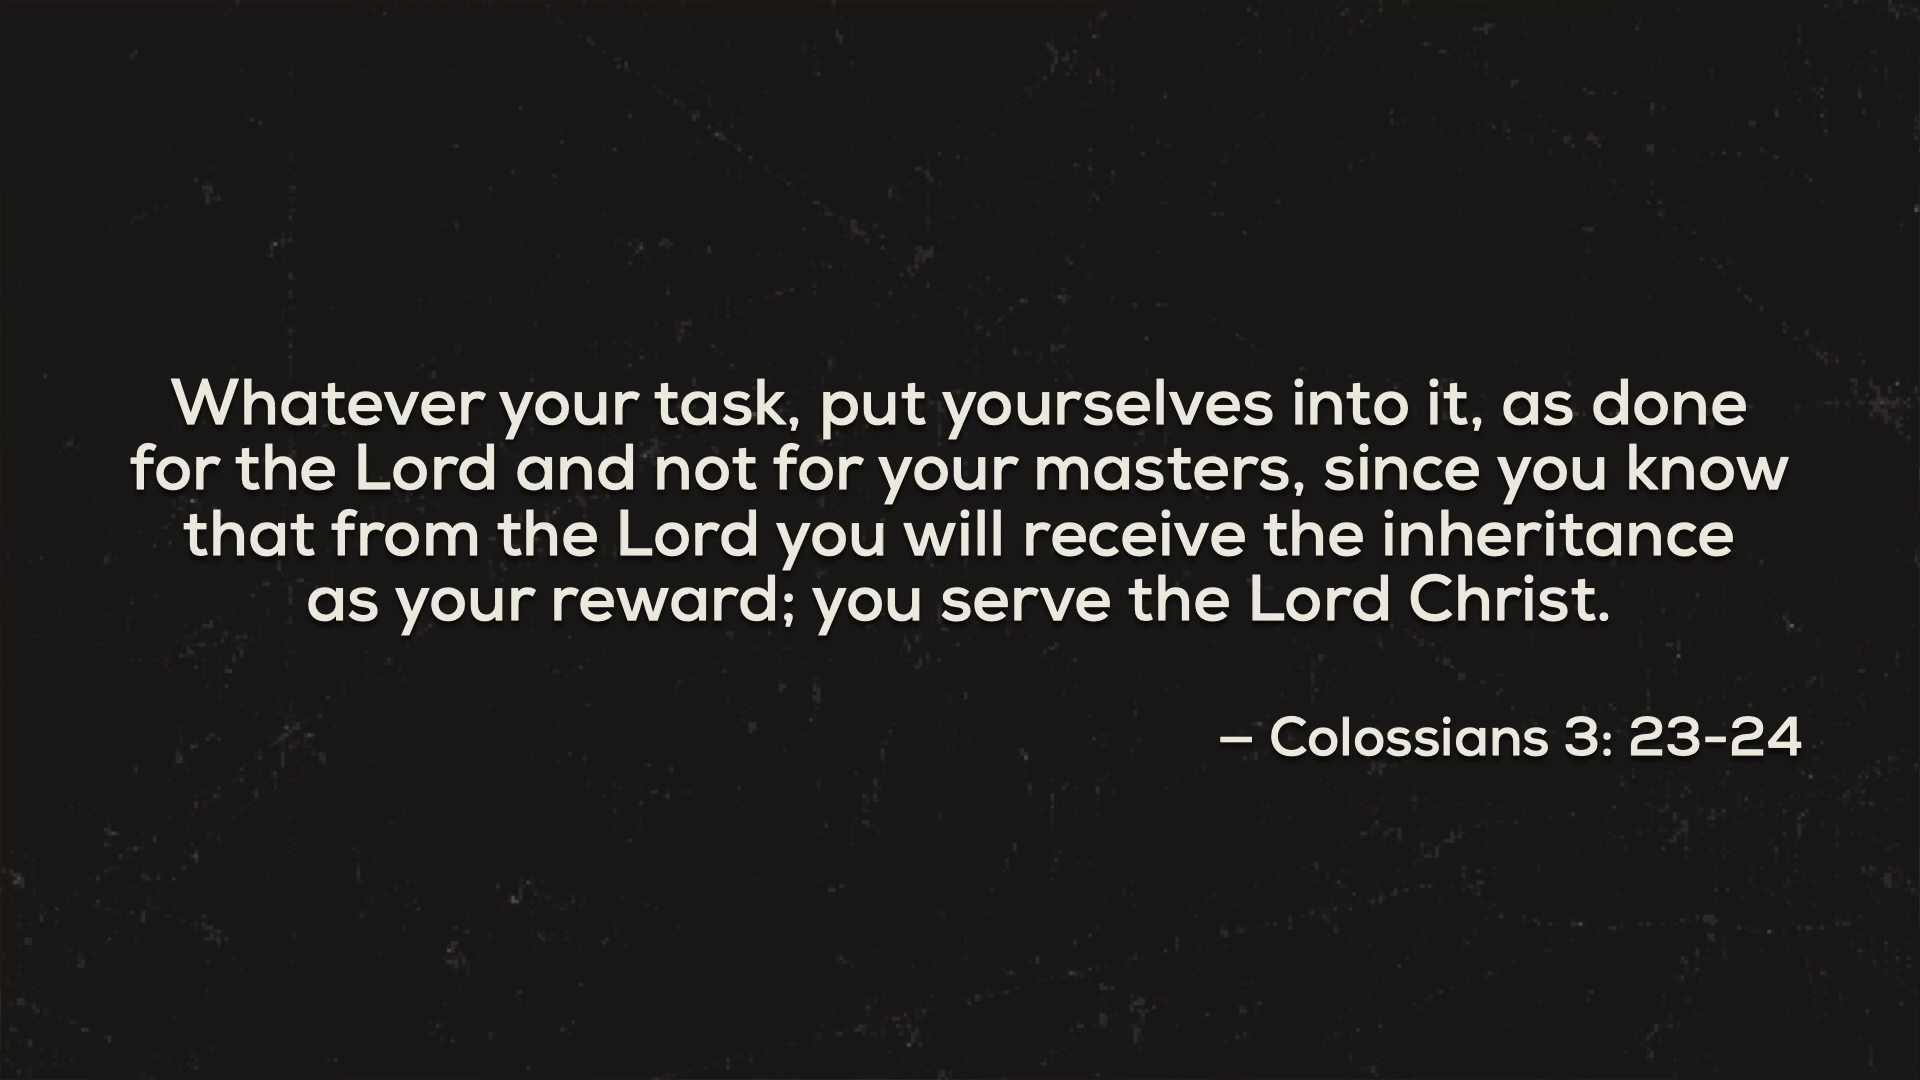 Whatever your task, put yourselves into it, as done
for the Lord and not for your masters, since you know
that from the Lord you will receive the inheritance
as your reward; you serve the Lord Christ.
– Colossians 3: 23-24